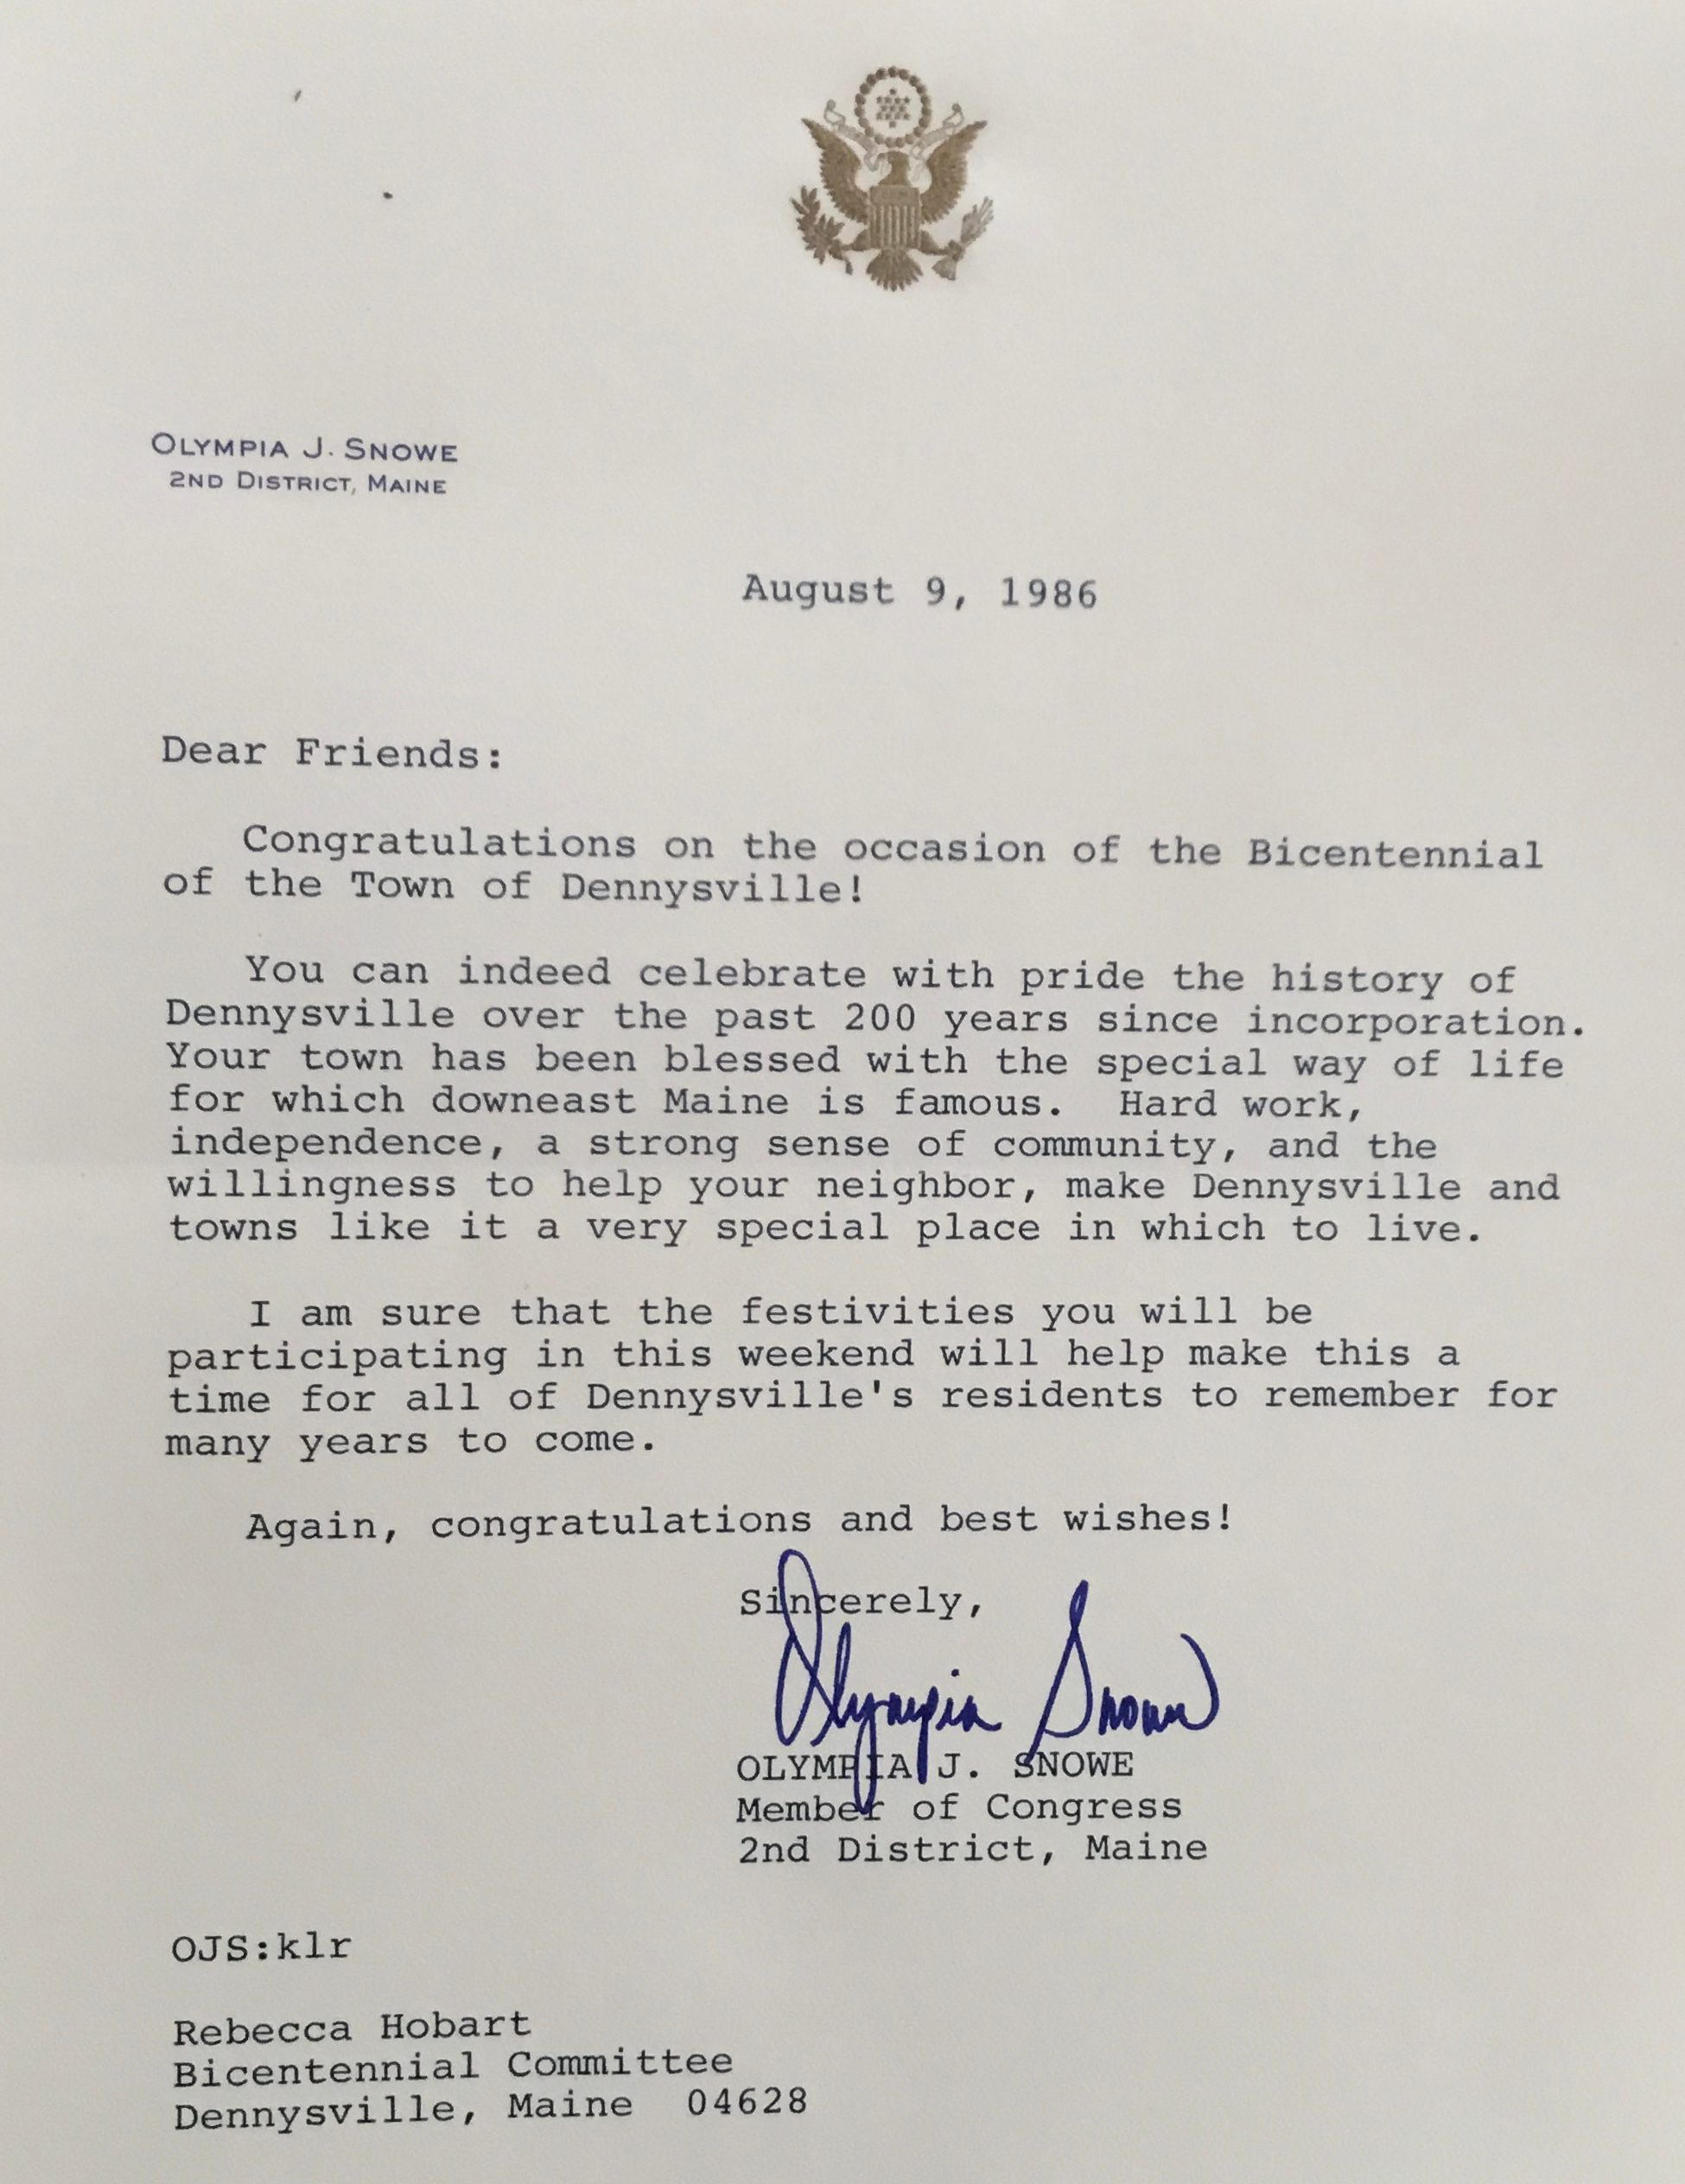 OLYMPIA J. SNOWE
2ND DISTRICT, MAINE
August 9, 1986
Dear Friends:
Congratulations on the occasion of the Bicentennial
of the Town of Dennysville!
You can indeed celebrate with pride the history of
Dennysville over the past 200 years since incorporation.
Your town has been blessed with the special way of life
for which downeast Maine is famous.  Hard work,
independence, a strong sense of community, and the
willingness to help your neighbor, make Dennysville and
towns like it a very special place in which to live.
I am sure that the festivities you will be
participating in this weekend will help make this a
time for all of Dennysville's residents to remember for
many years to come.
Again, congratulations and best wishes!
Sincerely,
Olympia Snowe
OLYMPIA J. SNOWE
Member of Congress
2nd District, Maine
OJS:klr
Rebecca Hobart
Bicentennial Committee
Dennysville, Maine  04628